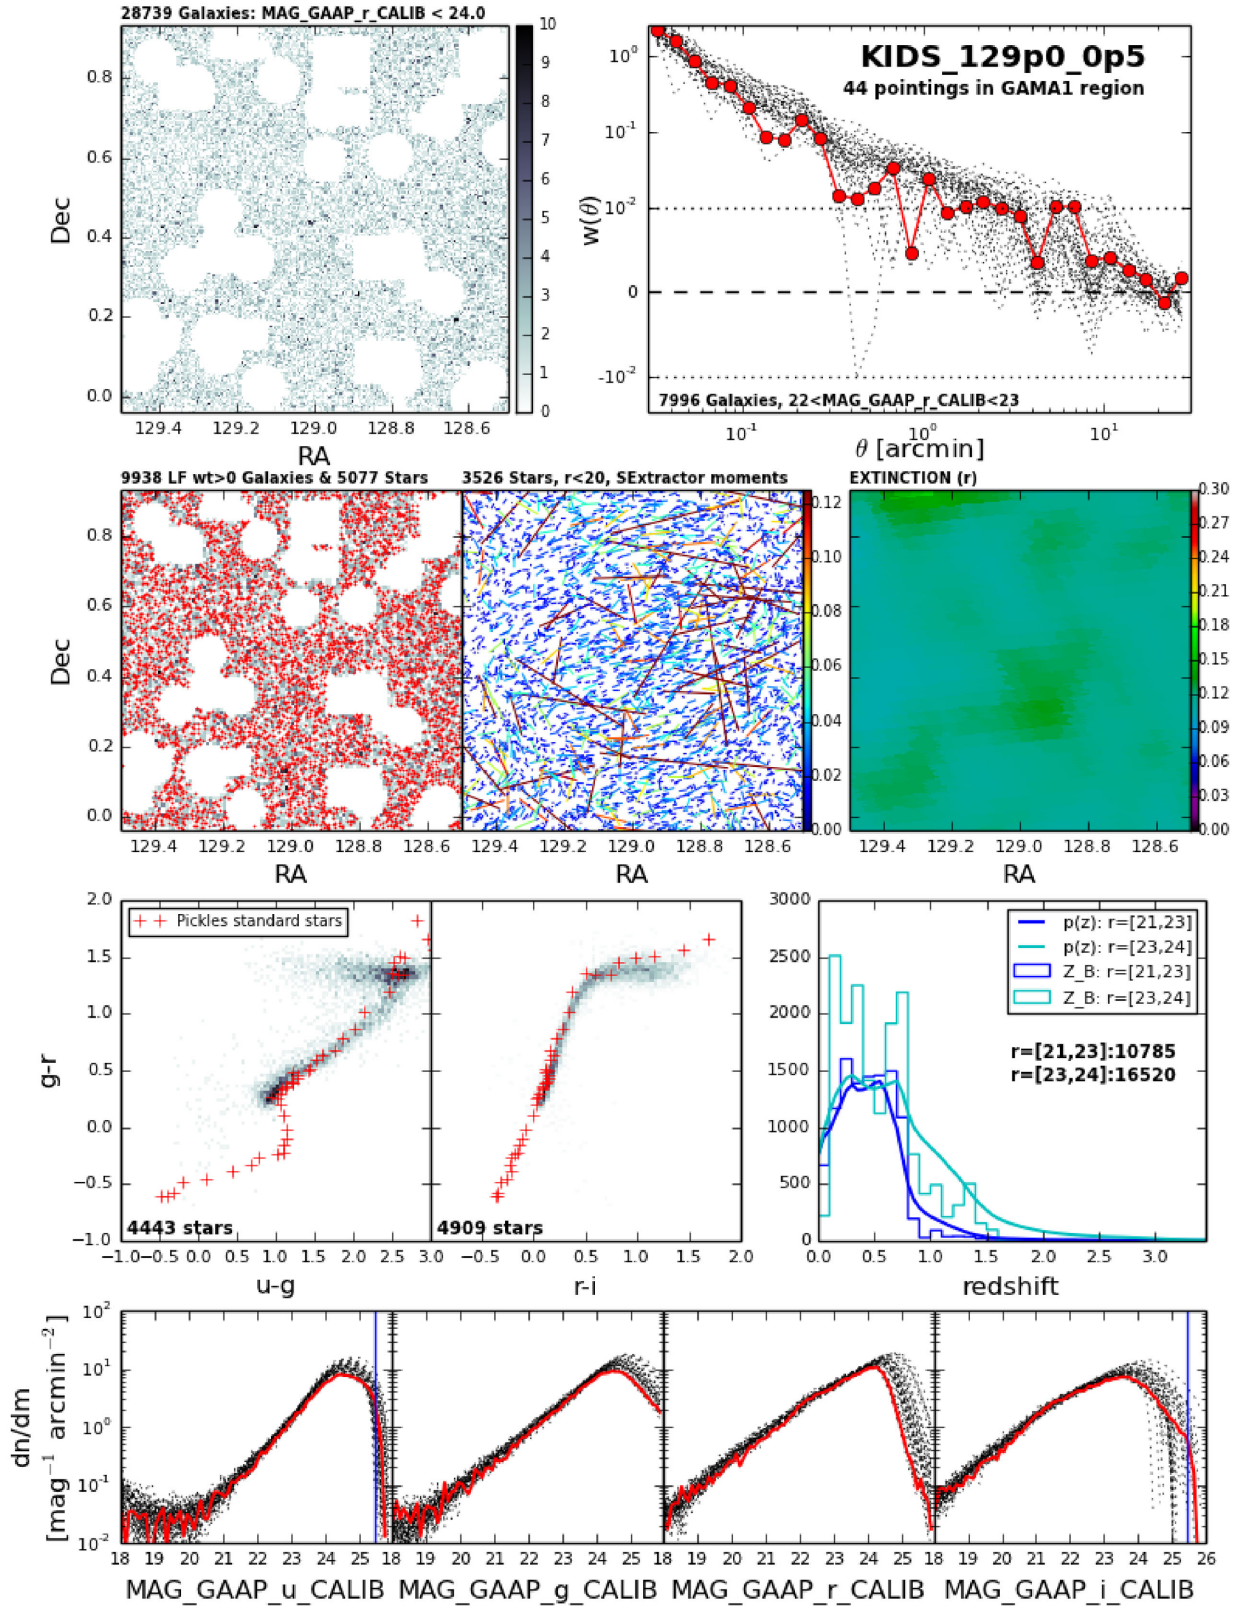 28739 Galaxies: MAG_GAAP_r_CALIB < 24.0
KIDS_129p0_0p5
44 pointings in GAMA1 region
7996 Galaxies, 22<MAG_GAAP_r_CALIB<23
Dec
0.8
0.6
0.4
0.2
0.0
129.4 129.2 129.0 128.8 128.6
RA
10
9
8
7
6
5
4
3
2
1
0
w(θ)
10^0
10^-1
10^-2
0
-10^-2
10^-1 10^0 10^1
θ [arcmin]
9938 LF wt>0 Galaxies & 5077 Stars
3526 Stars, r<20, SExtractor moments
EXTINCTION (r)
Dec
0.8
0.6
0.4
0.2
0.0
129.4 129.2 129.0 128.8 128.6
RA
129.4 129.2 129.0 128.8 128.6
RA
0.12
0.10
0.08
0.06
0.04
0.02
0.00
129.4 129.2 129.0 128.8 128.6
RA
0.30
0.27
0.24
0.21
0.18
0.15
0.12
0.09
0.06
0.03
0.00
g-r
2.0
1.5
1.0
0.5
0.0
−0.5
−1.0
Pickles standard stars
4443 stars
−1.0 −0.5 0.0 0.5 1.0 1.5 2.0 2.5 3.0
u-g
4909 stars
−0.5 0.0 0.5 1.0 1.5 2.0
r-i
3000
2500
2000
1500
1000
500
0
p(z): r=[21,23]
p(z): r=[23,24]
Z_B: r=[21,23]
Z_B: r=[23,24]
r=[21,23]:10785
r=[23,24]:16520
0.0 0.5 1.0 1.5 2.0 2.5 3.0
redshift
dn/dm
[mag⁻¹ arcmin⁻²]
10^2
10^1
10^0
10^-1
10^-2
18 19 20 21 22 23 24 25 18 19 20 21 22 23 24 25 18 19 20 21 22 23 24 25 18 19 20 21 22 23 24 25 26
MAG_GAAP_u_CALIB MAG_GAAP_g_CALIB MAG_GAAP_r_CALIB MAG_GAAP_i_CALIB